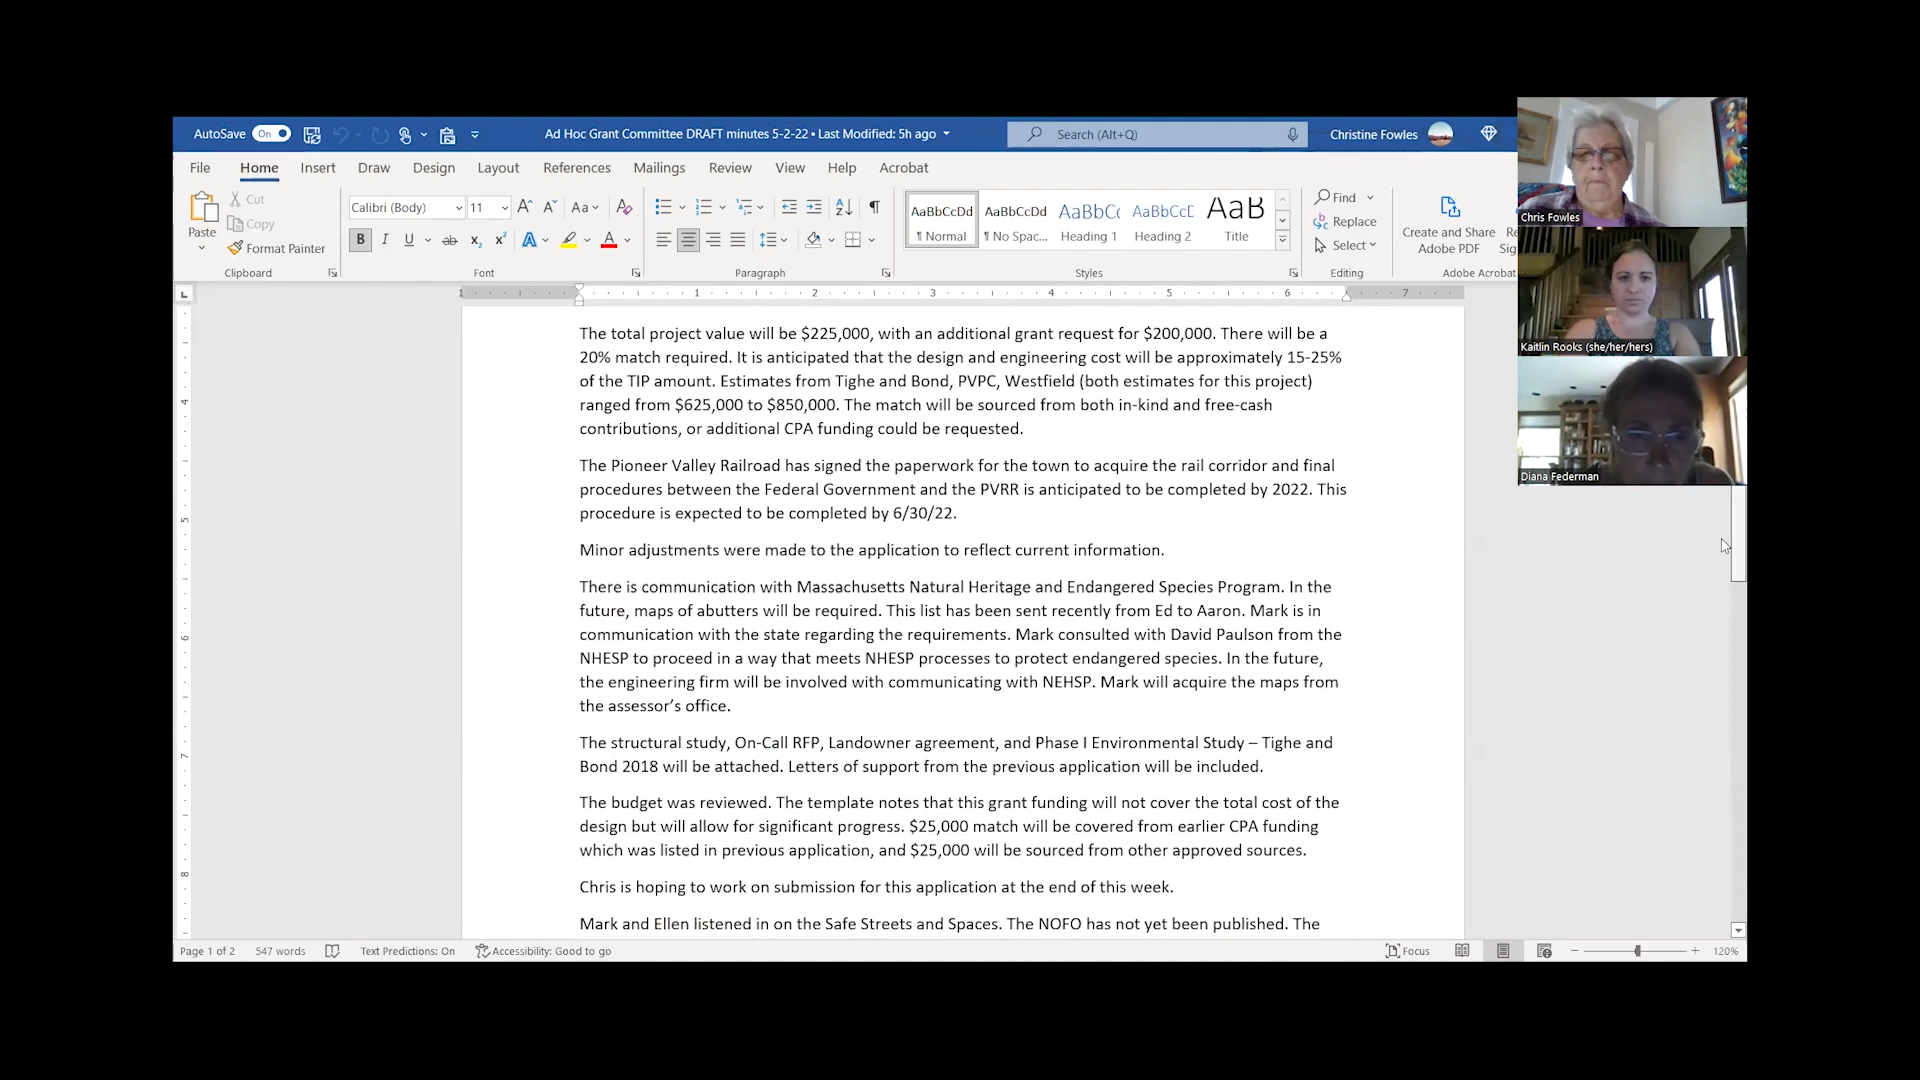 AutoSave On
Ad Hoc Grant Committee DRAFT minutes 5-2-22 • Last Modified: 5h ago
Search (Alt+Q)
Christine Fowles
File Home Insert Draw Design Layout References Mailings Review View Help Acrobat
Paste
Cut
Copy
Format Painter
Clipboard
Calibri (Body) 11
Font
Paragraph
AaBbCcDd AaBbCcDd AaBbCc AaBbCcD AaB
¶ Normal ¶ No Spac... Heading 1 Heading 2 Title
Styles
Find
Replace
Select
Editing
Create and Share
Adobe PDF
Adobe Acrobat
Chris Fowles
Kaitlin Rooks (she/her/hers)
Diana Federman
1 1 2 3 4 5 6 7
4
5
6
7
8
The total project value will be $225,000, with an additional grant request for $200,000. There will be a
20% match required. It is anticipated that the design and engineering cost will be approximately 15-25%
of the TIP amount. Estimates from Tighe and Bond, PVPC, Westfield (both estimates for this project)
ranged from $625,000 to $850,000. The match will be sourced from both in-kind and free-cash
contributions, or additional CPA funding could be requested.
The Pioneer Valley Railroad has signed the paperwork for the town to acquire the rail corridor and final
procedures between the Federal Government and the PVRR is anticipated to be completed by 2022. This
procedure is expected to be completed by 6/30/22.
Minor adjustments were made to the application to reflect current information.
There is communication with Massachusetts Natural Heritage and Endangered Species Program. In the
future, maps of abutters will be required. This list has been sent recently from Ed to Aaron. Mark is in
communication with the state regarding the requirements. Mark consulted with David Paulson from the
NHESP to proceed in a way that meets NHESP processes to protect endangered species. In the future,
the engineering firm will be involved with communicating with NEHSP. Mark will acquire the maps from
the assessor’s office.
The structural study, On-Call RFP, Landowner agreement, and Phase I Environmental Study – Tighe and
Bond 2018 will be attached. Letters of support from the previous application will be included.
The budget was reviewed. The template notes that this grant funding will not cover the total cost of the
design but will allow for significant progress. $25,000 match will be covered from earlier CPA funding
which was listed in previous application, and $25,000 will be sourced from other approved sources.
Chris is hoping to work on submission for this application at the end of this week.
Mark and Ellen listened in on the Safe Streets and Spaces. The NOFO has not yet been published. The
Page 1 of 2 547 words Text Predictions: On Accessibility: Good to go Focus 120%